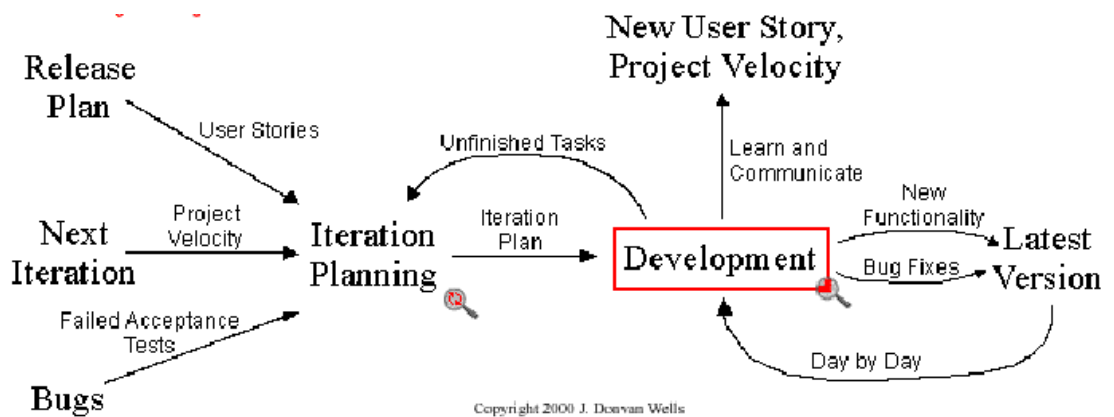 New User Story,
Project Velocity
Release
Plan
User Stories
Unfinished Tasks
Learn and
Communicate
New
Functionality
Project
Velocity
Next
Iteration
Iteration
Planning
Iteration
Plan
Development
Bug Fixes
Latest
Version
Failed Acceptance
Tests
Day by Day
Bugs
Copyright 2000 J. Donvan Wells